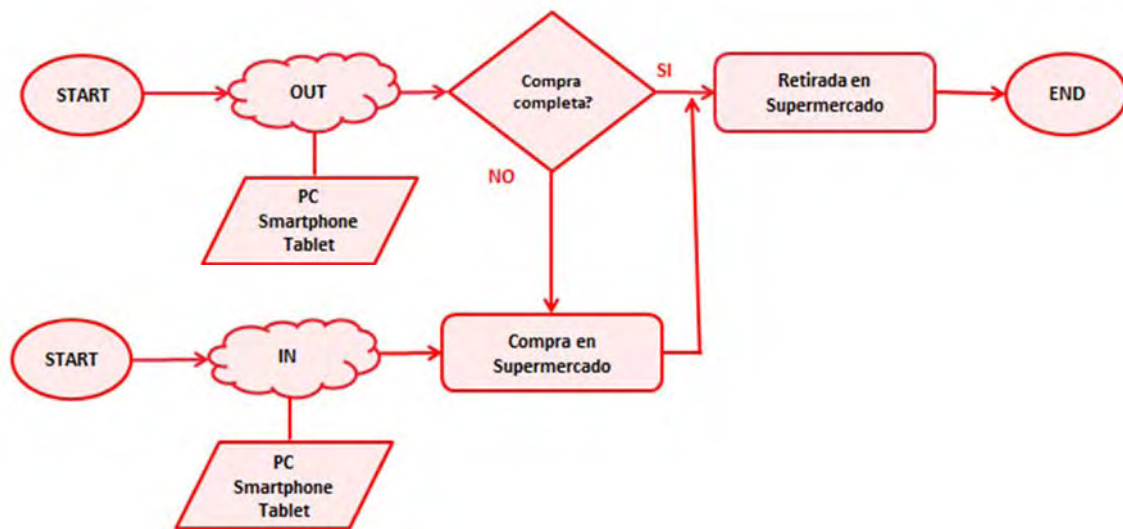 START
OUT
Compra
completa?
SI
Retirada en
Supermercado
END
NO
PC
Smartphone
Tablet
START
IN
Compra en
Supermercado
PC
Smartphone
Tablet